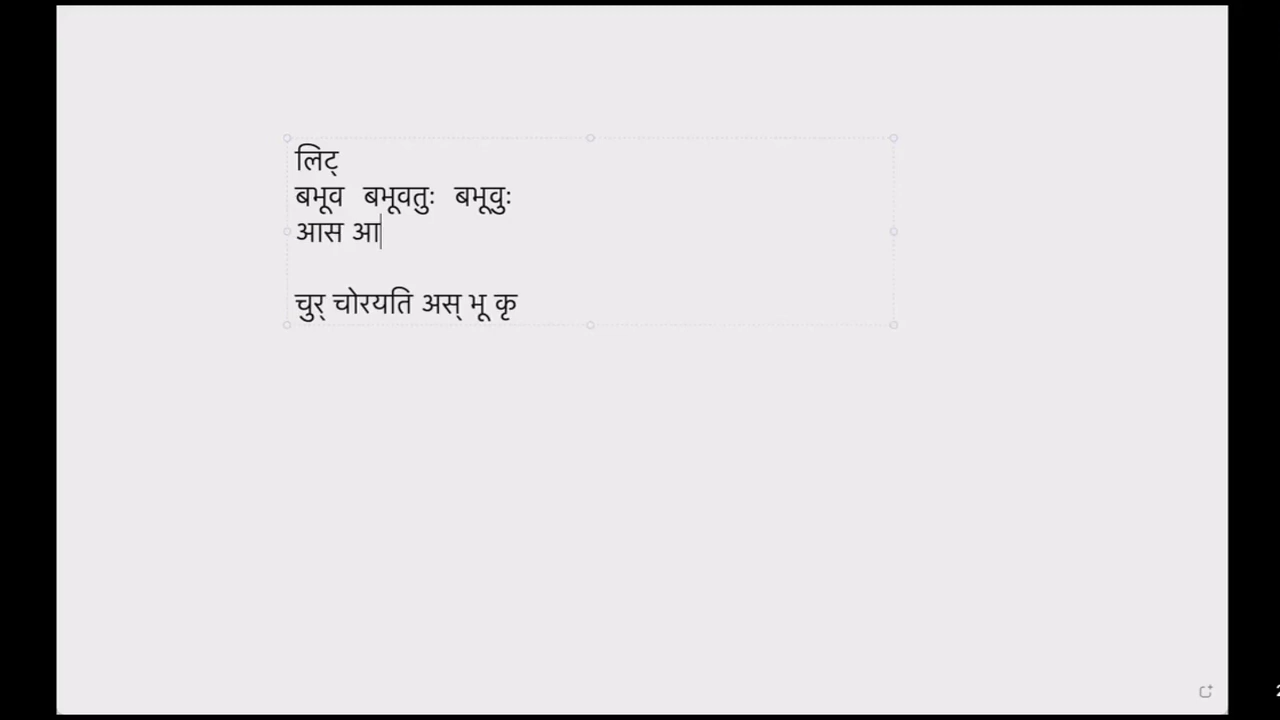 लिट्
बभूव बभूवतुः बभूवुः
आस आ
चुर् चोरयति अस् भू कृ